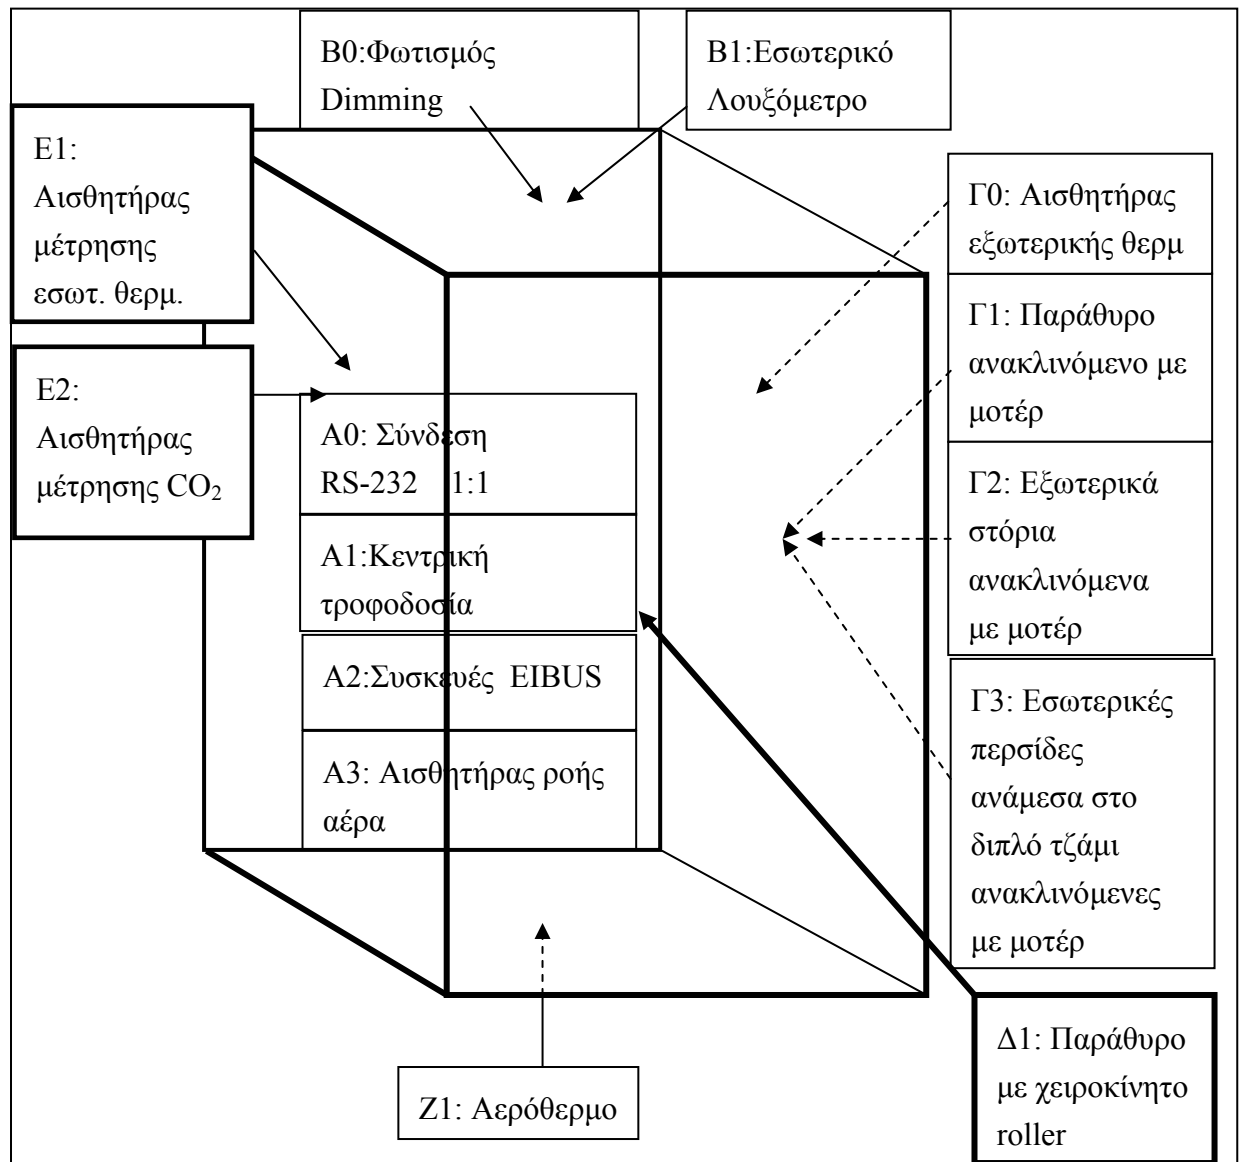 Β0:Φωτισμός
Dimming
Β1:Εσωτερικό
Λουξόμετρο
Ε1:
Αισθητήρας
μέτρησης
εσωτ. θερμ.
Ε2:
Αισθητήρας
μέτρησης CO₂
Α0: Σύνδεση
RS-232 1:1
Α1:Κεντρική
τροφοδοσία
Α2:Συσκευές EIBUS
Α3: Αισθητήρας ροής
αέρα
Γ0: Αισθητήρας
εξωτερικής θερμ
Γ1: Παράθυρο
ανακλινόμενο με
μοτέρ
Γ2: Εξωτερικά
στόρια
ανακλινόμενα
με μοτέρ
Γ3: Εσωτερικές
περσίδες
ανάμεσα στο
διπλό τζάμι
ανακλινόμενες
με μοτέρ
Δ1: Παράθυρο
με χειροκίνητο
roller
Ζ1: Αερόθερμο